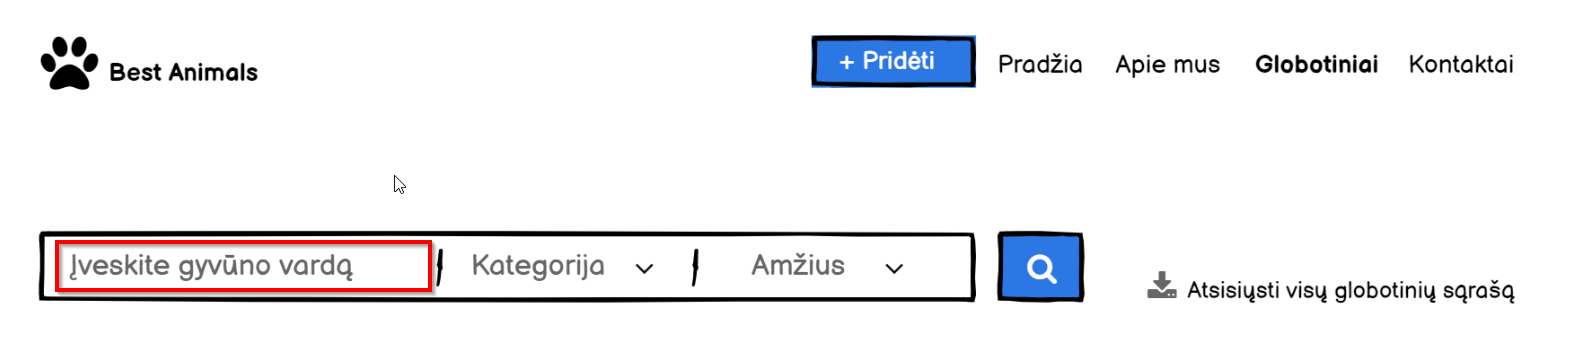 Best Animals
+ Pridėti
Pradžia
Apie mus
Globotiniai
Kontaktai
Įveskite gyvūno vardą
Kategorija
Amžius
Atsisiųsti visų globotinių sąrašą